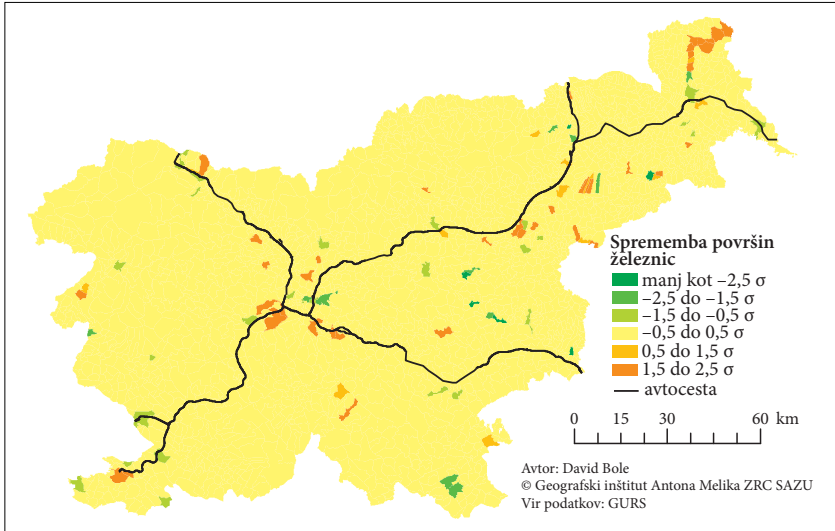 Sprememba površin
železnic
manj kot –2,5 σ
–2,5 do –1,5 σ
–1,5 do –0,5 σ
–0,5 do 0,5 σ
0,5 do 1,5 σ
1,5 do 2,5 σ
avtocesta
0 15 30 60 km
Avtor: David Bole
© Geografski inštitut Antona Melika ZRC SAZU
Vir podatkov: GURS